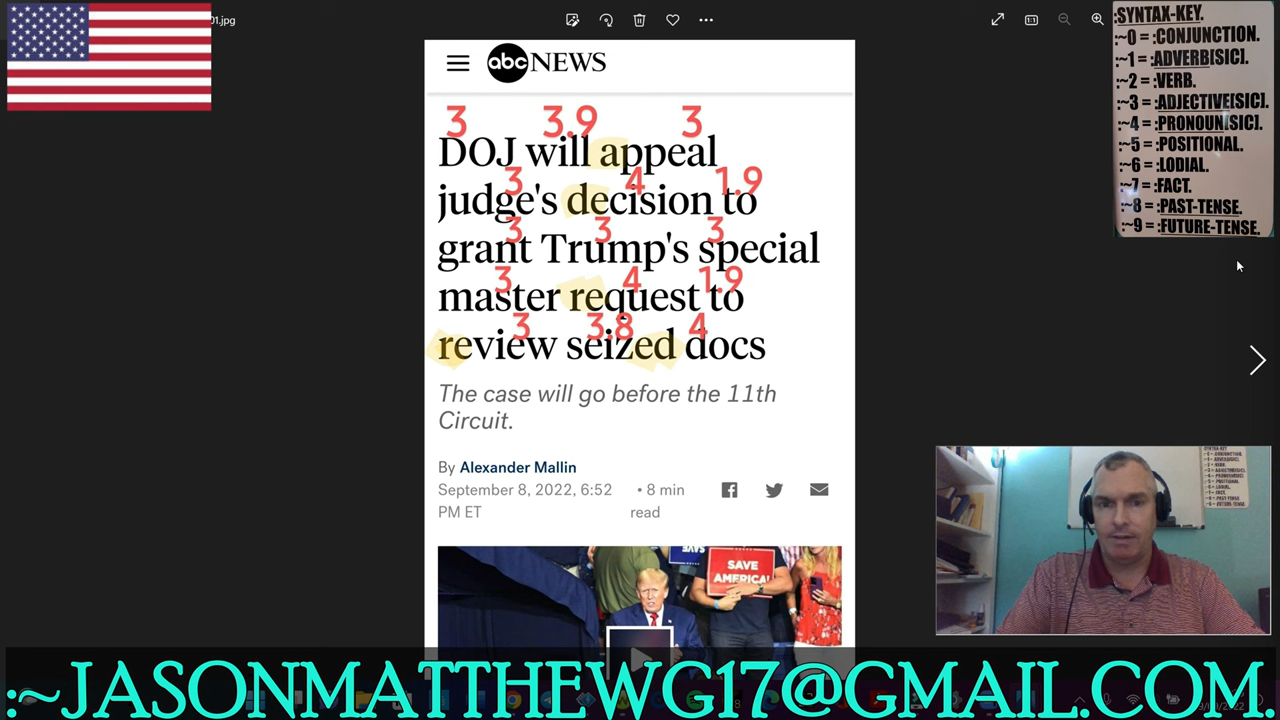 01.jpg
:SYNTAX-KEY.
:~0 = :CONJUNCTION.
:~1 = :ADVERB[SIC].
:~2 = :VERB.
:~3 = :ADJECTIVE[SIC].
:~4 = :PRONOUN[SIC].
:~5 = :POSITIONAL.
:~6 = :LODIAL.
:~7 = :FACT.
:~8 = :PAST-TENSE.
:~9 = :FUTURE-TENSE.
abc NEWS
3 3.9 3
DOJ will appeal
3 4 1.9
judge's decision to
3 3 3
grant Trump's special
3 4 1.9
master request to
3 3.8 4
review seized docs
The case will go before the 11th
Circuit.
By Alexander Mallin
September 8, 2022, 6:52
PM ET
• 8 min
read
SAVE
AMERICA!
:~JASONMATTHEWG17@GMAIL.COM.